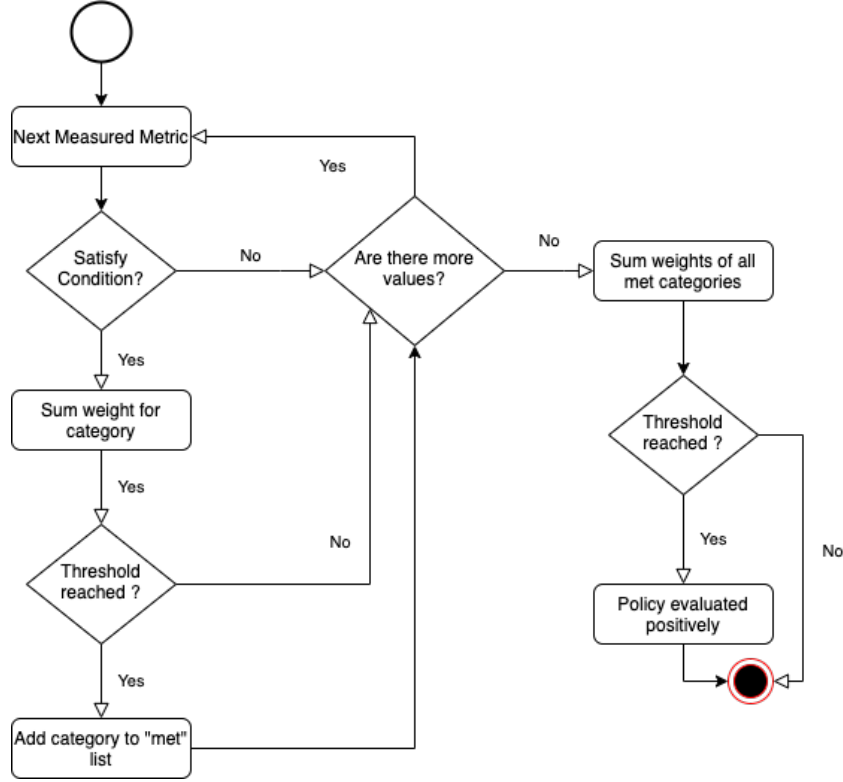 Next Measured Metric
Yes
Satisfy
Condition?
No
Are there more
values?
No
Sum weights of all
met categories
Yes
Sum weight for
category
Threshold
reached ?
Yes
No
Yes
No
Threshold
reached ?
Policy evaluated
positively
Yes
Add category to "met"
list